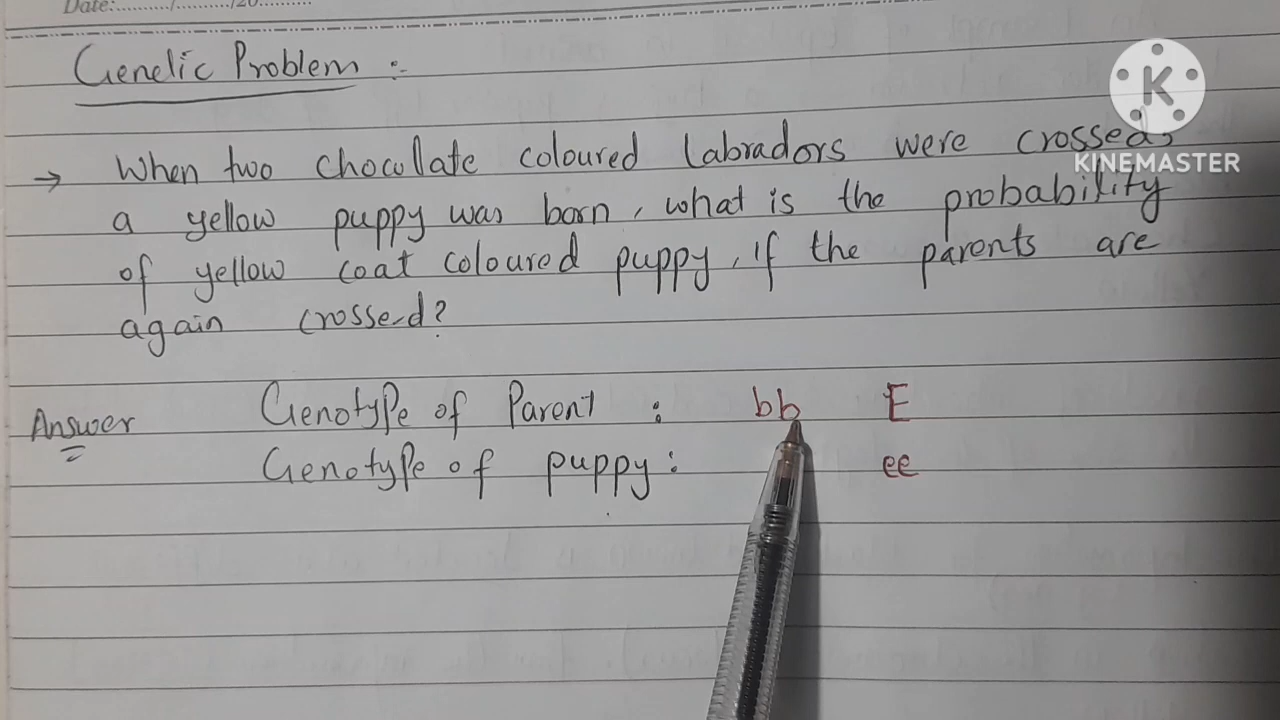 Date:........../........../20..........
Genetic Problem :-
→ When two chocolate coloured Labradors were crossed,
a yellow puppy was born, what is the probability
of yellow coat coloured puppy, if the parents are
again crossed?
Answer Genotype of Parent : bb E
Genotype of puppy: ee
K
KINEMASTER